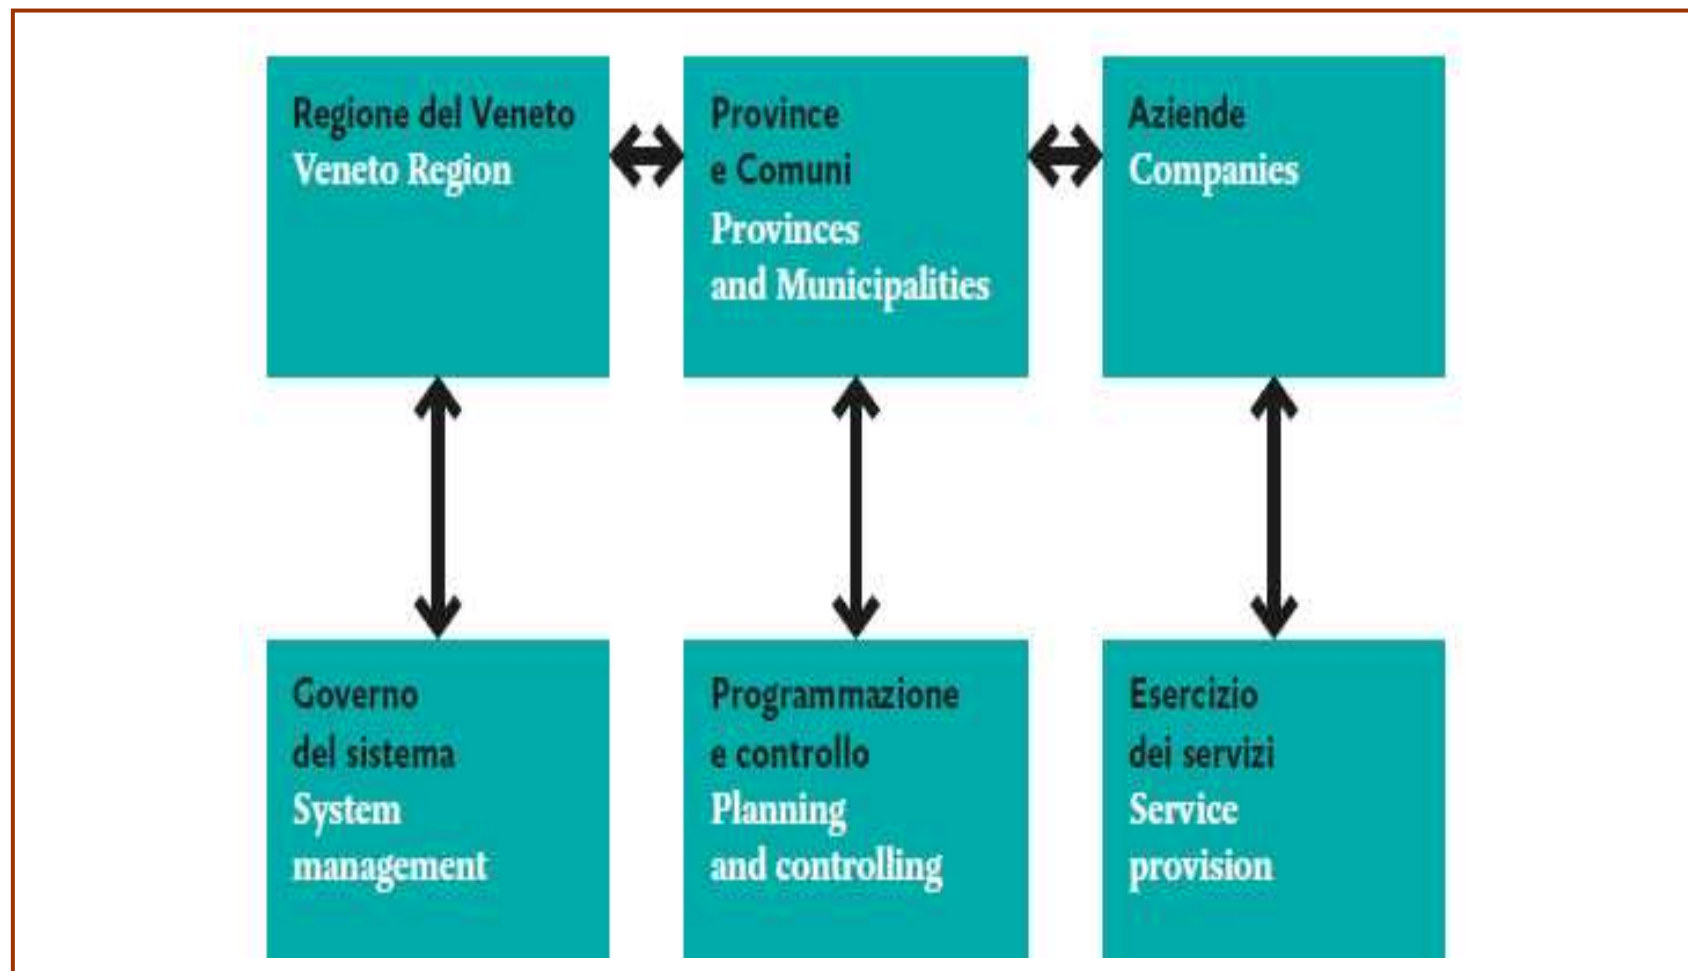 Regione del Veneto
Veneto Region
Province
e Comuni
Provinces
and Municipalities
Aziende
Companies
Governo
del sistema
System
management
Programmazione
e controllo
Planning
and controlling
Esercizio
dei servizi
Service
provision